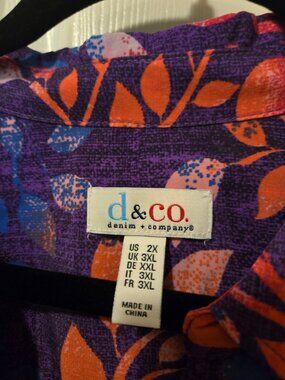 d&co.
denim + company®
US 2X
UK 3XL
DE XXL
IT 3XL
FR 3XL
MADE IN
CHINA